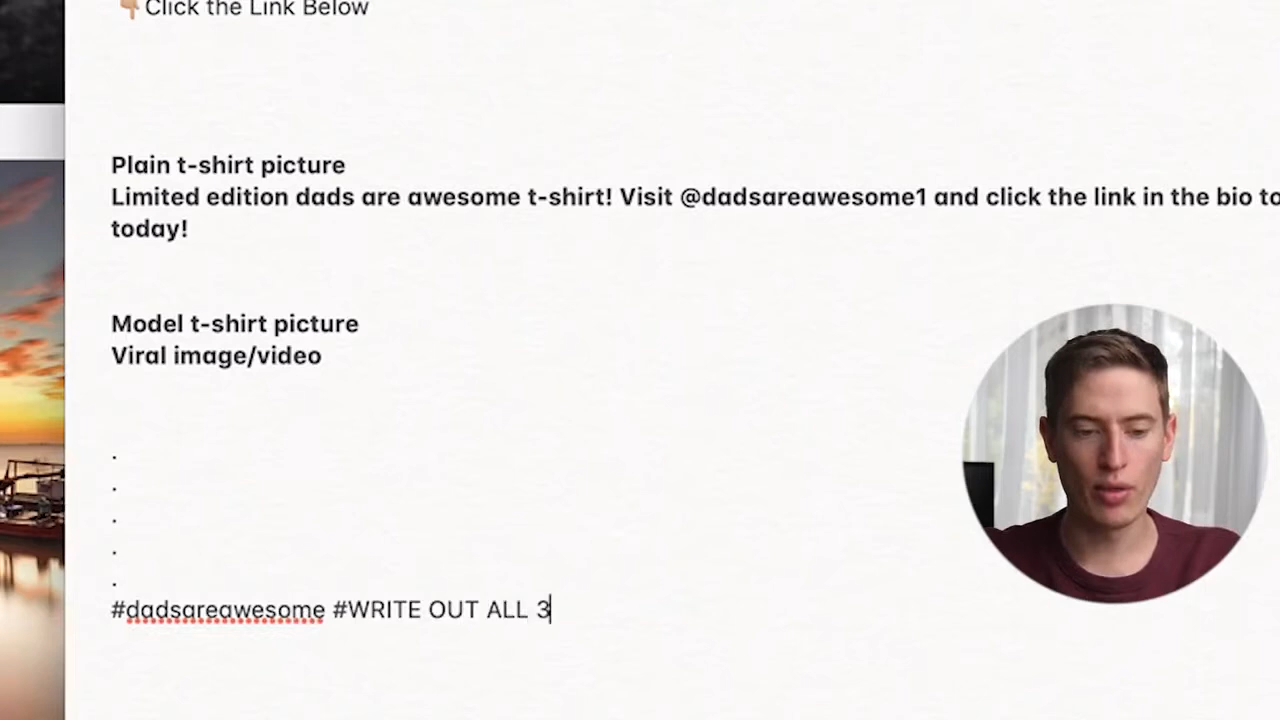 👇🏼Click the Link Below
Plain t-shirt picture
Limited edition dads are awesome t-shirt! Visit @dadsareawesome1 and click the link in the bio to
today!
Model t-shirt picture
Viral image/video
.
.
.
.
.
#dadsareawesome #WRITE OUT ALL 3